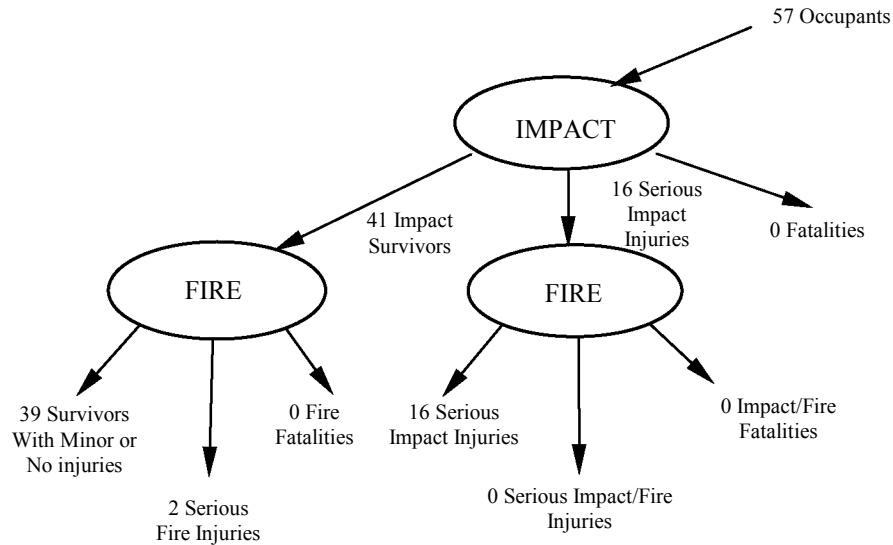 57 Occupants
IMPACT
41 Impact
Survivors
16 Serious
Impact
Injuries
0 Fatalities
FIRE
FIRE
39 Survivors
With Minor or
No injuries
2 Serious
Fire Injuries
0 Fire
Fatalities
16 Serious
Impact Injuries
0 Serious Impact/Fire
Injuries
0 Impact/Fire
Fatalities